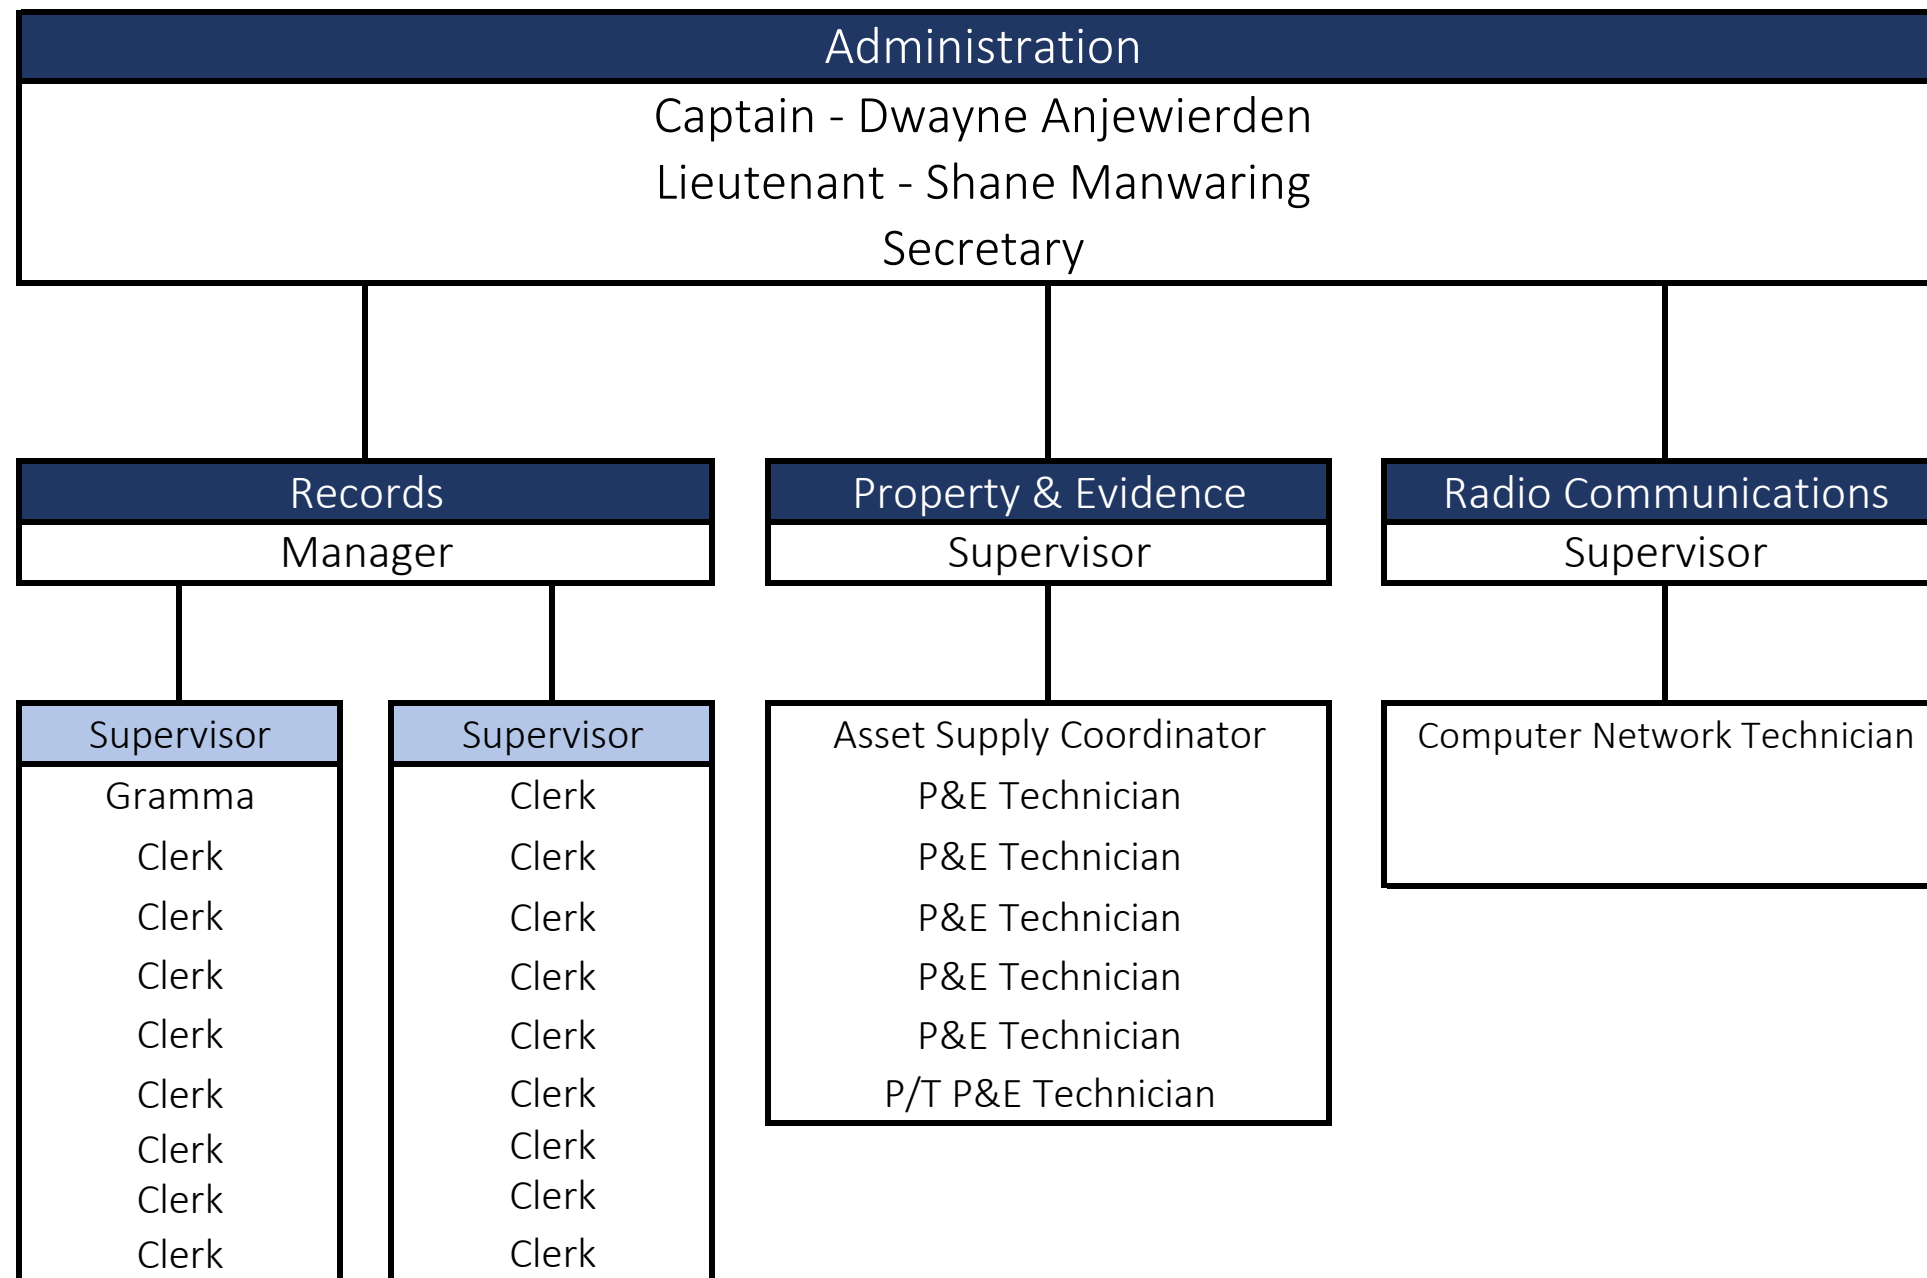 Administration
Captain - Dwayne Anjewierden
Lieutenant - Shane Manwaring
Secretary
Records
Manager
Property & Evidence
Supervisor
Radio Communications
Supervisor
Supervisor
Gramma
Clerk
Clerk
Clerk
Clerk
Clerk
Clerk
Clerk
Clerk
Supervisor
Clerk
Clerk
Clerk
Clerk
Clerk
Clerk
Clerk
Clerk
Clerk
Asset Supply Coordinator
P&E Technician
P&E Technician
P&E Technician
P&E Technician
P&E Technician
P/T P&E Technician
Computer Network Technician